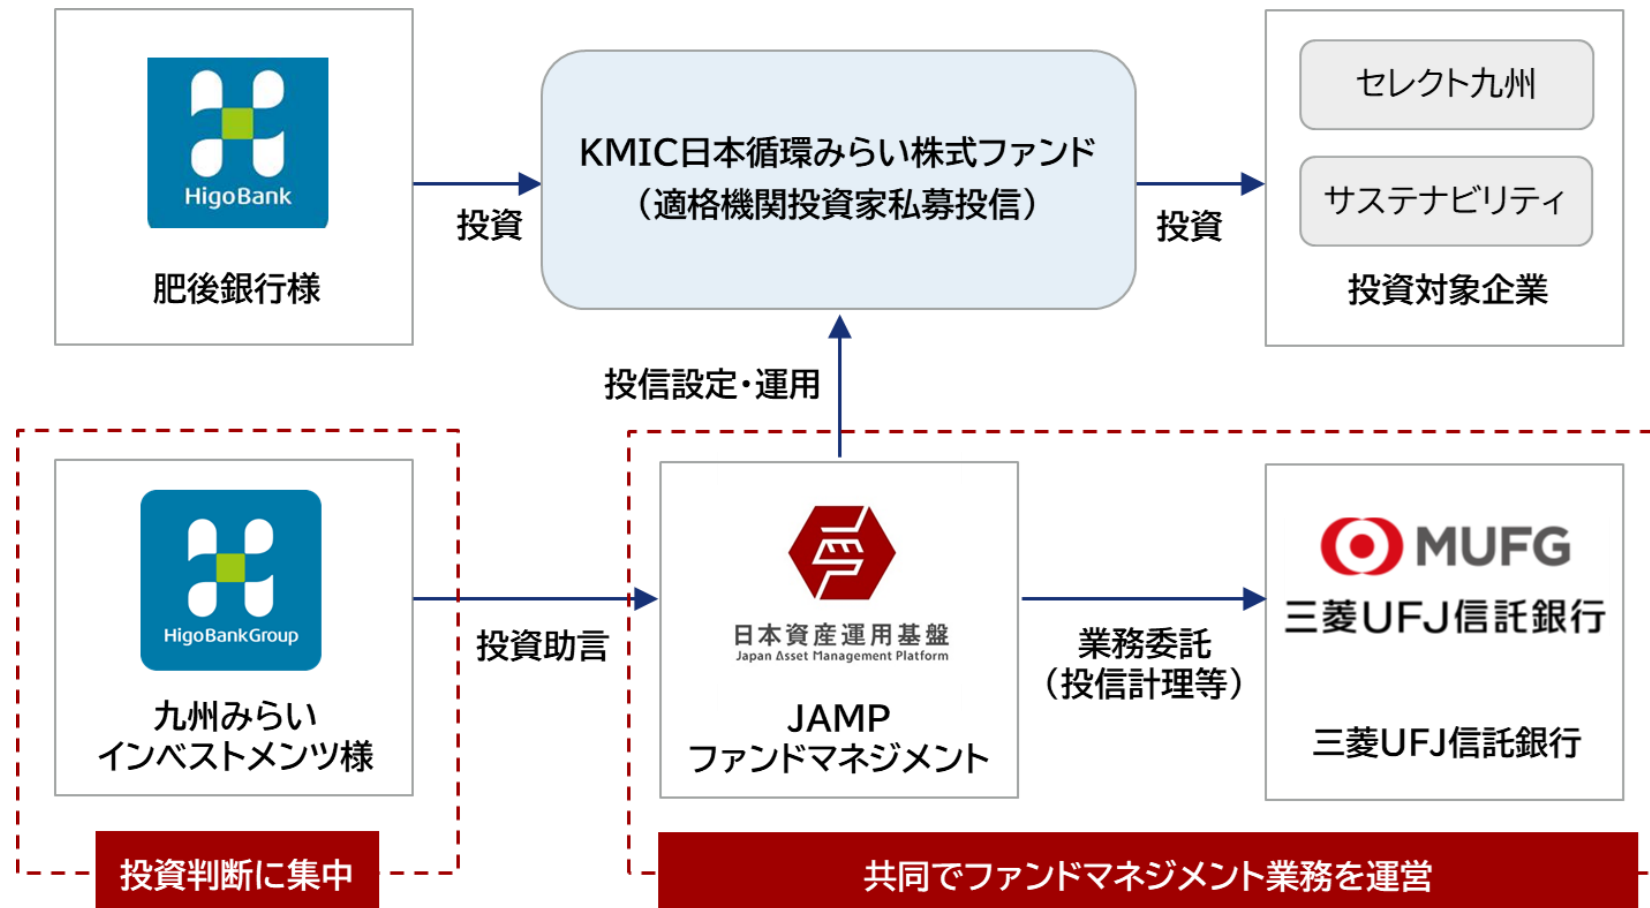 HigoBank
肥後銀行様
投資
KMIC日本循環みらい株式ファンド
（適格機関投資家私募投信）
投資
セレクト九州
サステナビリティ
投資対象企業
投信設定・運用
HigoBankGroup
九州みらい
インベストメンツ様
投資判断に集中
投資助言
日本資産運用基盤
Japan Asset Management Platform
JAMP
ファンドマネジメント
業務委託
（投信計理等）
MUFG
三菱UFJ信託銀行
三菱UFJ信託銀行
共同でファンドマネジメント業務を運営